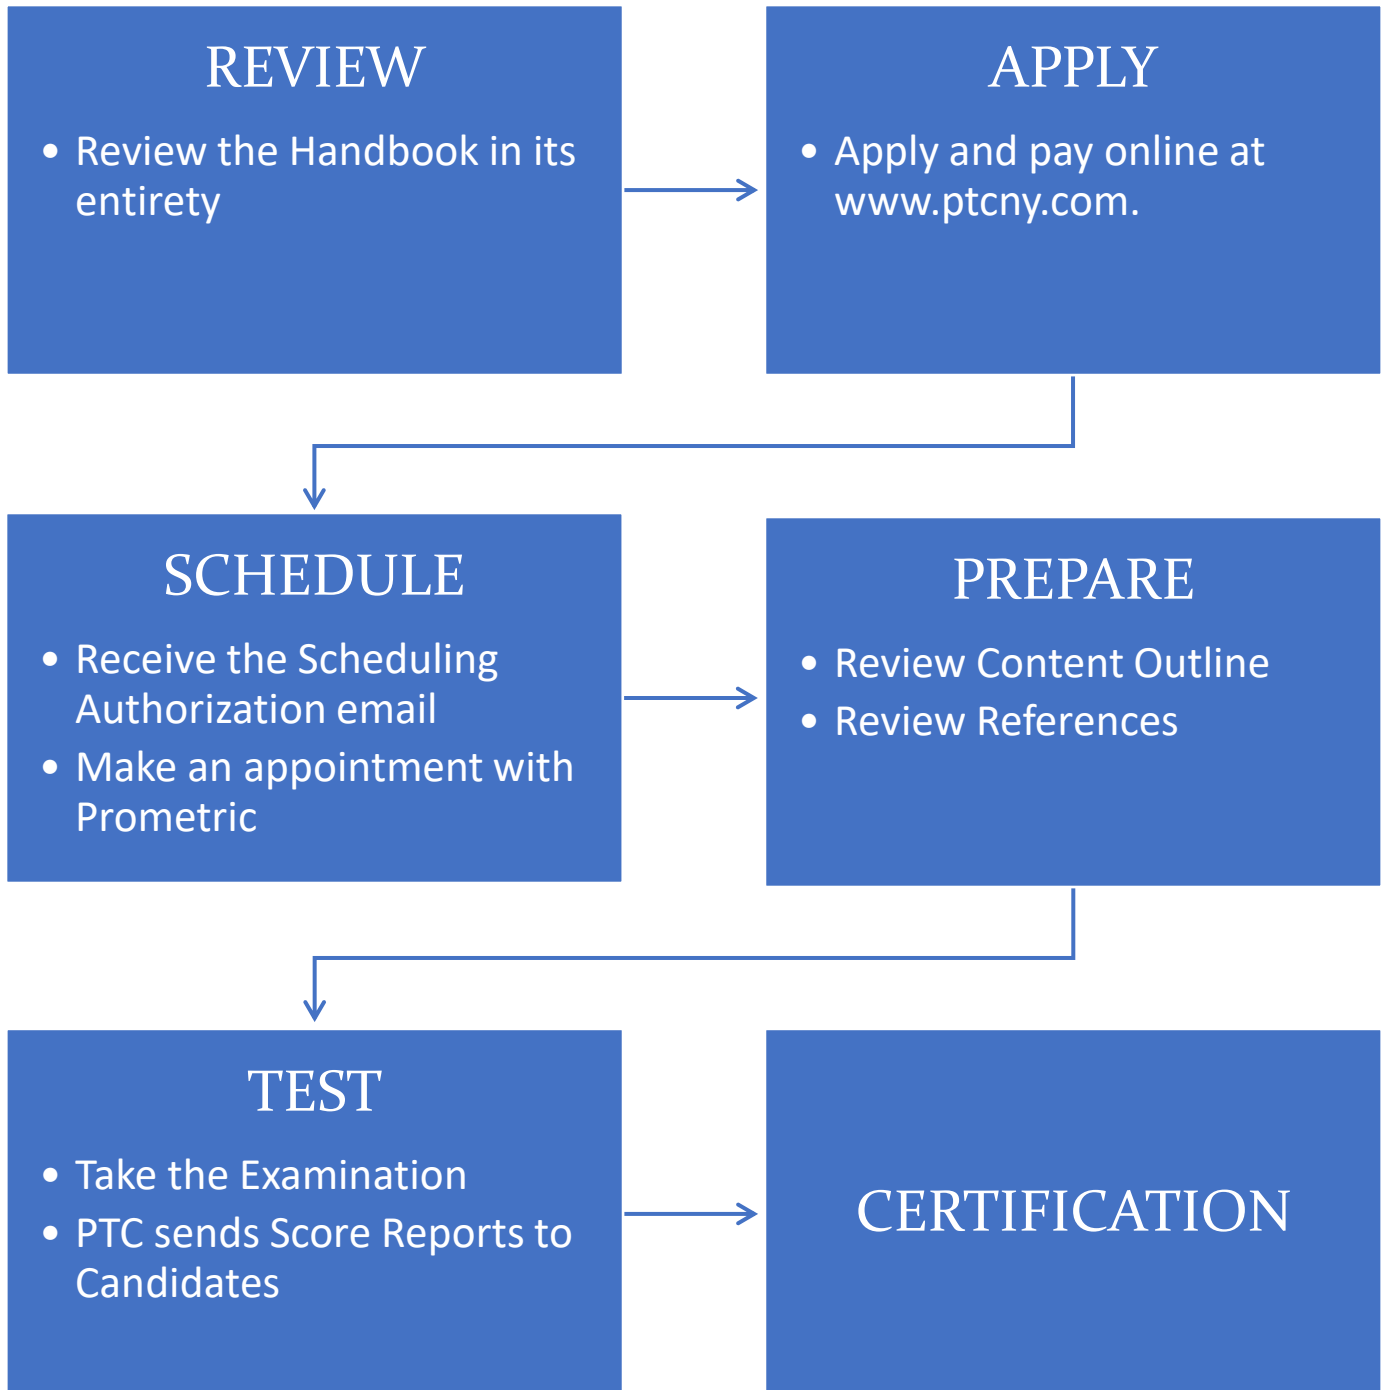 REVIEW
• Review the Handbook in its
entirety
APPLY
• Apply and pay online at
www.ptcny.com.
SCHEDULE
• Receive the Scheduling
Authorization email
• Make an appointment with
Prometric
PREPARE
• Review Content Outline
• Review References
TEST
• Take the Examination
• PTC sends Score Reports to
Candidates
CERTIFICATION